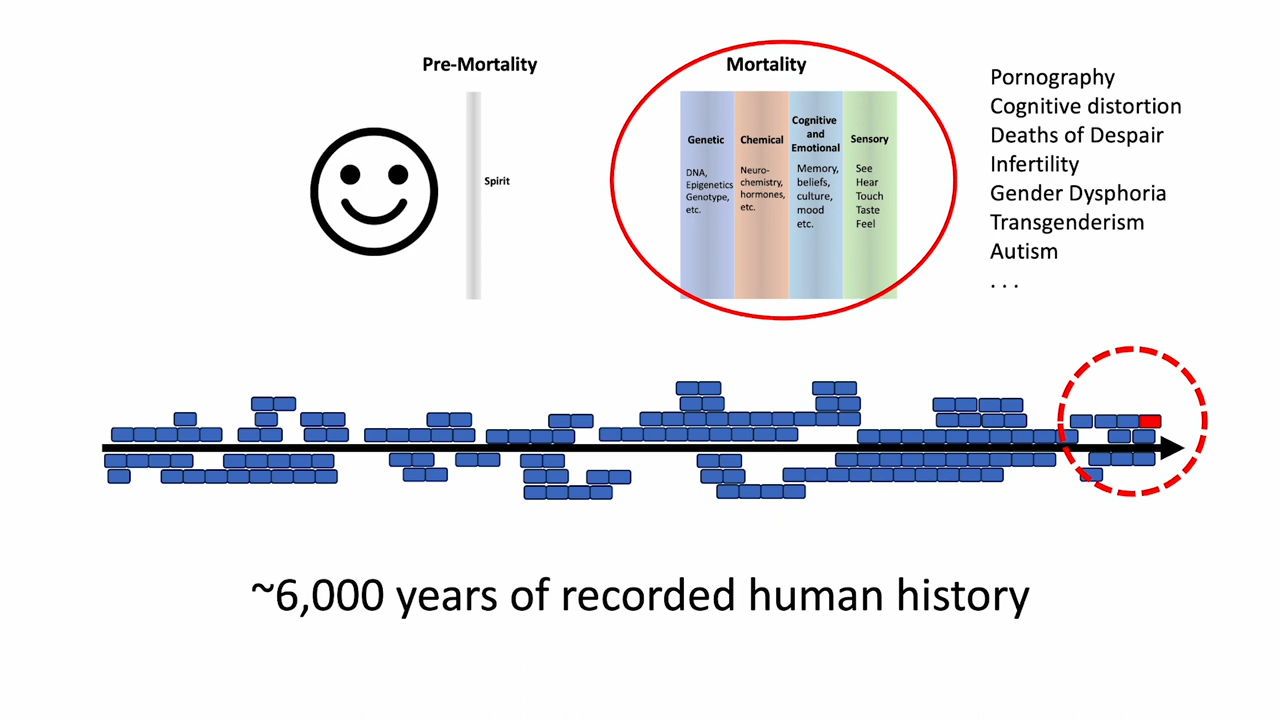 Pre-Mortality
Spirit
Mortality
Genetic
DNA,
Epigenetics
Genotype,
etc.
Chemical
Neuro-
chemistry,
hormones,
etc.
Cognitive
and
Emotional
Memory,
beliefs,
culture,
mood
etc.
Sensory
See
Hear
Touch
Taste
Feel
Pornography
Cognitive distortion
Deaths of Despair
Infertility
Gender Dysphoria
Transgenderism
Autism
. . .
~6,000 years of recorded human history